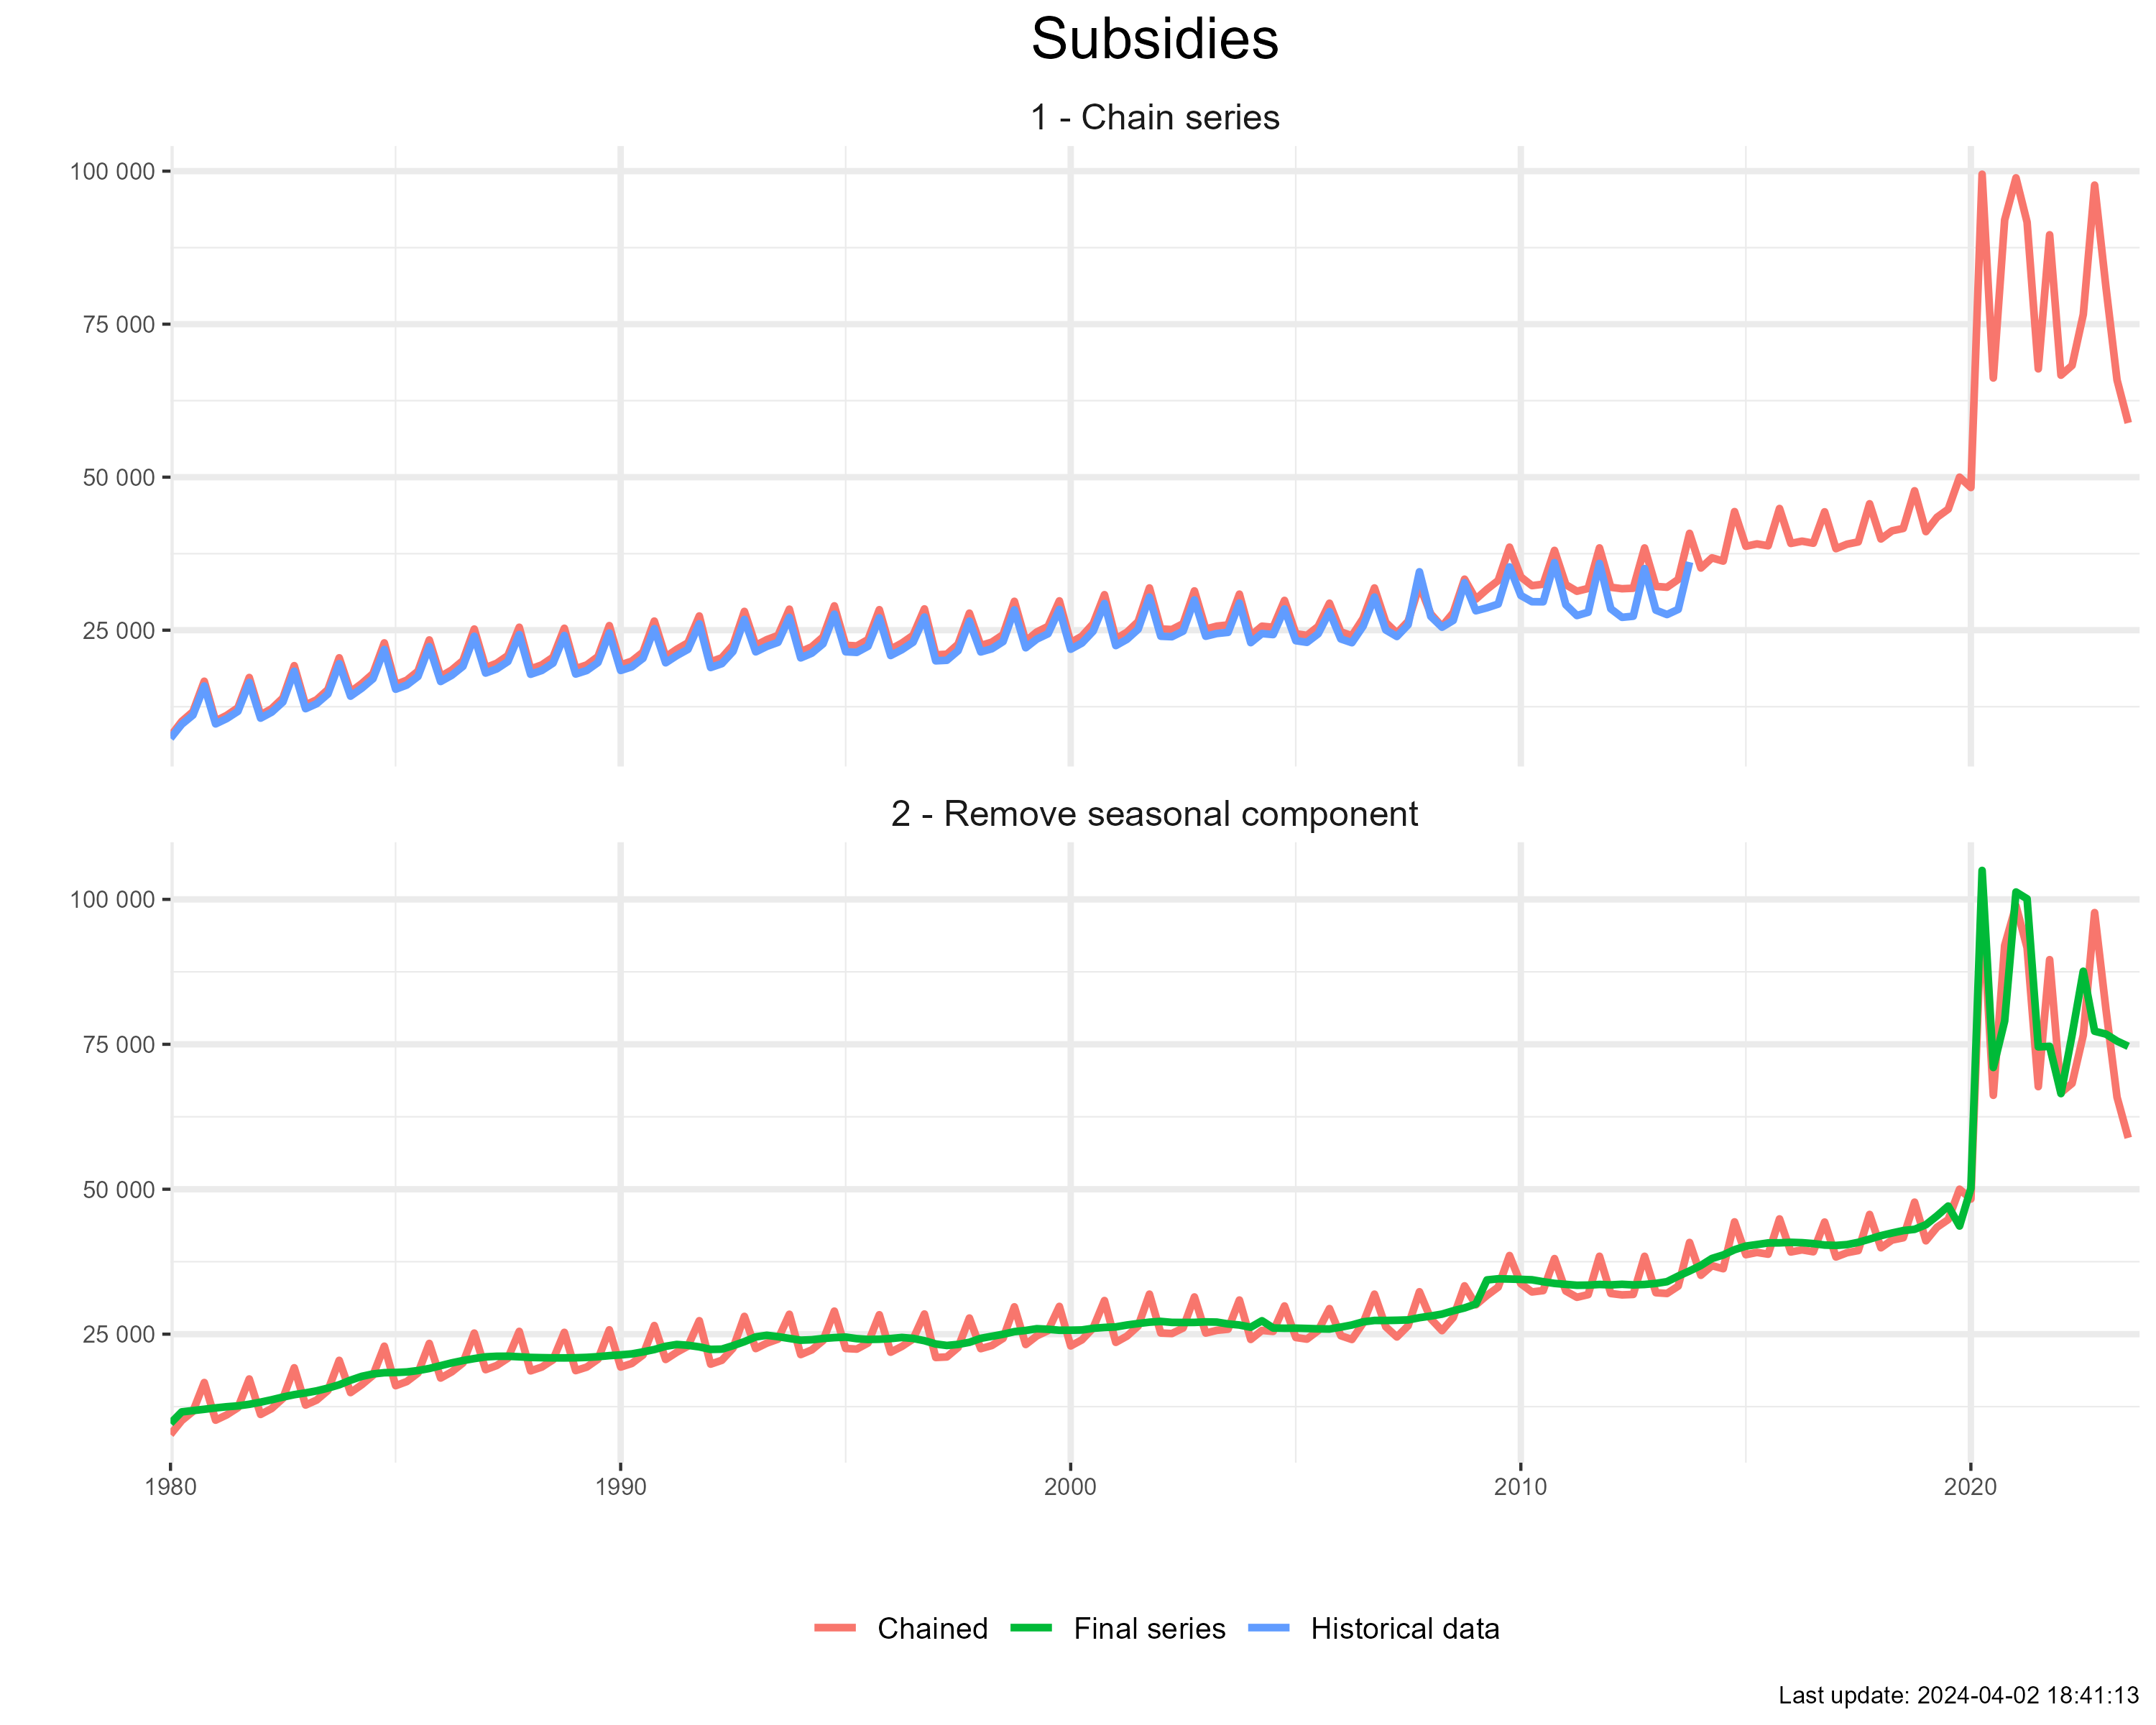 Subsidies
1 - Chain series
100 000
75 000
50 000
25 000
2 - Remove seasonal component
100 000
75 000
50 000
25 000
1980 1990 2000 2010 2020
Chained Final series Historical data
Last update: 2024-04-02 18:41:13